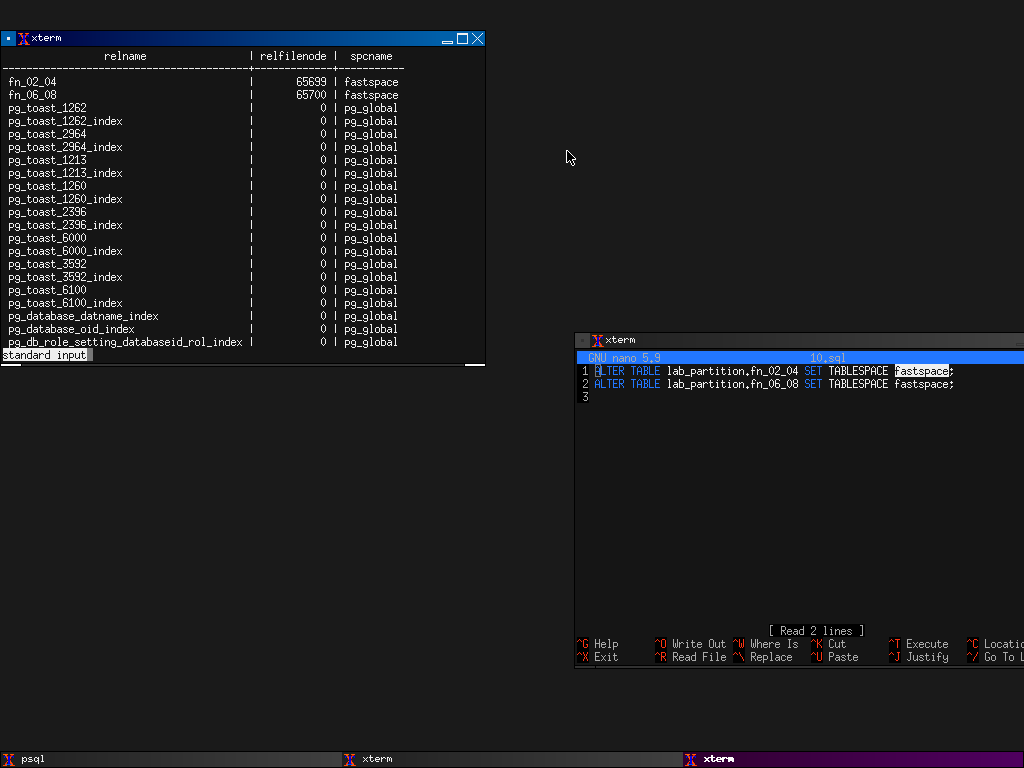 xterm
relname | relfilenode | spcname
-----------------------------------------+-------------+-----------
fn_02_04 | 65699 | fastspace
fn_06_08 | 65700 | fastspace
pg_toast_1262 | 0 | pg_global
pg_toast_1262_index | 0 | pg_global
pg_toast_2964 | 0 | pg_global
pg_toast_2964_index | 0 | pg_global
pg_toast_1213 | 0 | pg_global
pg_toast_1213_index | 0 | pg_global
pg_toast_1260 | 0 | pg_global
pg_toast_1260_index | 0 | pg_global
pg_toast_2396 | 0 | pg_global
pg_toast_2396_index | 0 | pg_global
pg_toast_6000 | 0 | pg_global
pg_toast_6000_index | 0 | pg_global
pg_toast_3592 | 0 | pg_global
pg_toast_3592_index | 0 | pg_global
pg_toast_6100 | 0 | pg_global
pg_toast_6100_index | 0 | pg_global
pg_database_datname_index | 0 | pg_global
pg_database_oid_index | 0 | pg_global
pg_db_role_setting_databaseid_rol_index | 0 | pg_global
standard input
xterm
GNU nano 5.9 10.sql
1 ALTER TABLE lab_partition.fn_02_04 SET TABLESPACE fastspace;
2 ALTER TABLE lab_partition.fn_06_08 SET TABLESPACE fastspace;
3
[ Read 2 lines ]
^G Help ^O Write Out ^W Where Is ^K Cut ^T Execute ^C Locatio
^X Exit ^R Read File ^\ Replace ^U Paste ^J Justify ^/ Go To L
psql xterm xterm